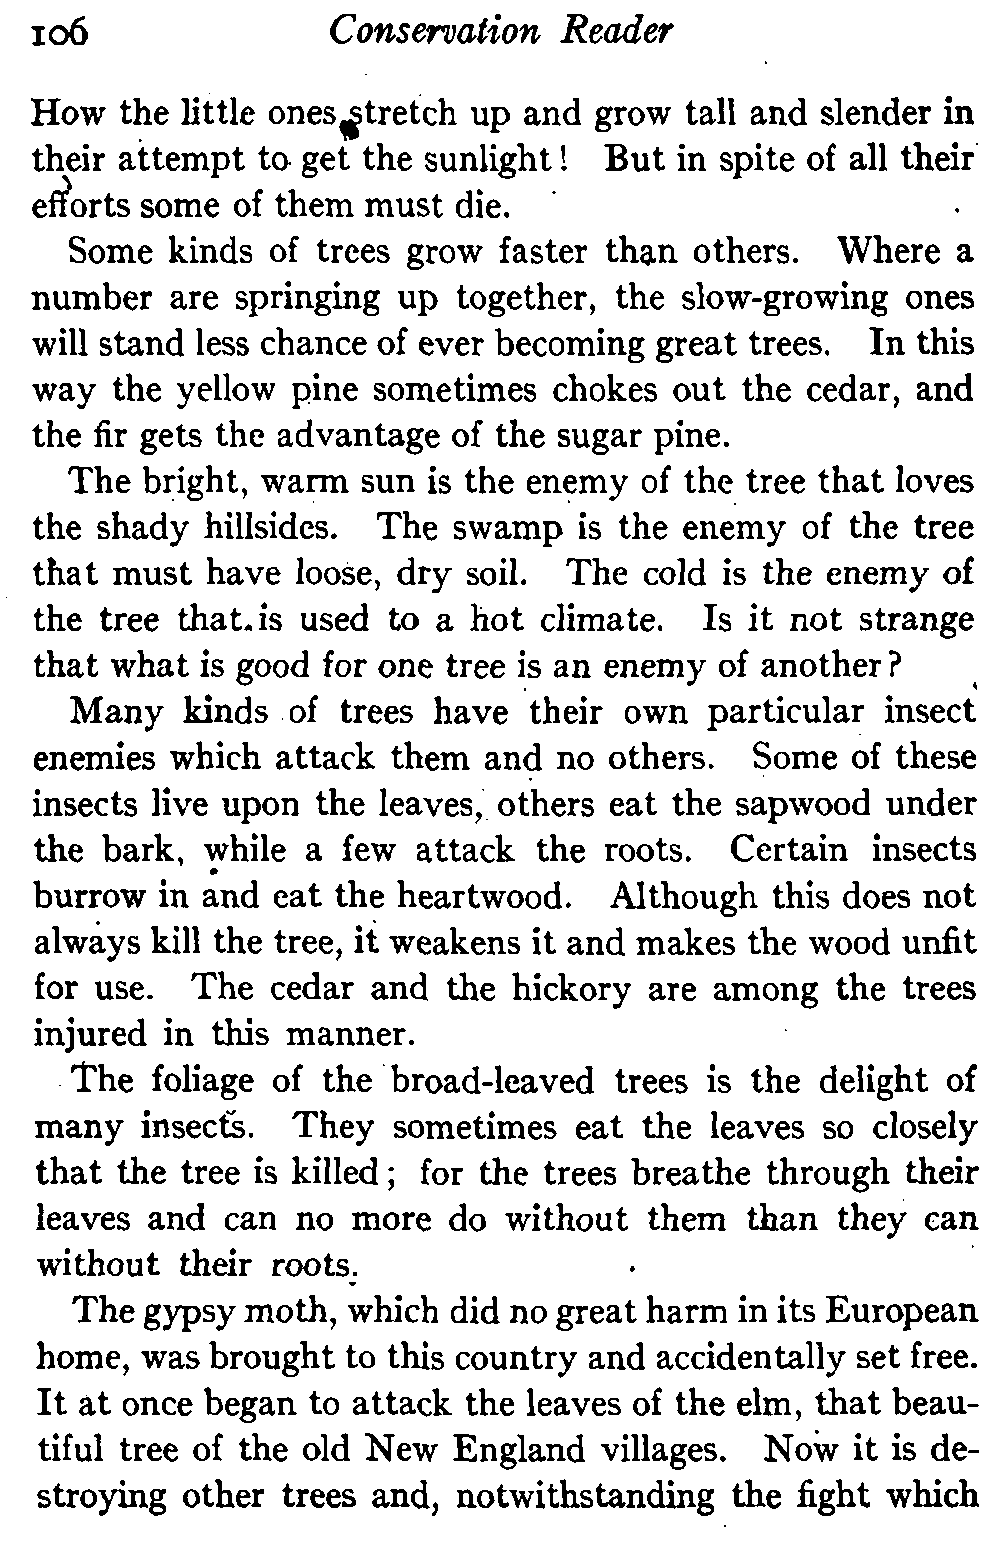 106 Conservation Reader
How the little ones stretch up and grow tall and slender in
their attempt to get the sunlight! But in spite of all their
efforts some of them must die.
Some kinds of trees grow faster than others. Where a
number are springing up together, the slow-growing ones
will stand less chance of ever becoming great trees. In this
way the yellow pine sometimes chokes out the cedar, and
the fir gets the advantage of the sugar pine.
The bright, warm sun is the enemy of the tree that loves
the shady hillsides. The swamp is the enemy of the tree
that must have loose, dry soil. The cold is the enemy of
the tree that is used to a hot climate. Is it not strange
that what is good for one tree is an enemy of another?
Many kinds of trees have their own particular insect
enemies which attack them and no others. Some of these
insects live upon the leaves, others eat the sapwood under
the bark, while a few attack the roots. Certain insects
burrow in and eat the heartwood. Although this does not
always kill the tree, it weakens it and makes the wood unfit
for use. The cedar and the hickory are among the trees
injured in this manner.
The foliage of the broad-leaved trees is the delight of
many insects. They sometimes eat the leaves so closely
that the tree is killed; for the trees breathe through their
leaves and can no more do without them than they can
without their roots.
The gypsy moth, which did no great harm in its European
home, was brought to this country and accidentally set free.
It at once began to attack the leaves of the elm, that beau-
tiful tree of the old New England villages. Now it is de-
stroying other trees and, notwithstanding the fight which